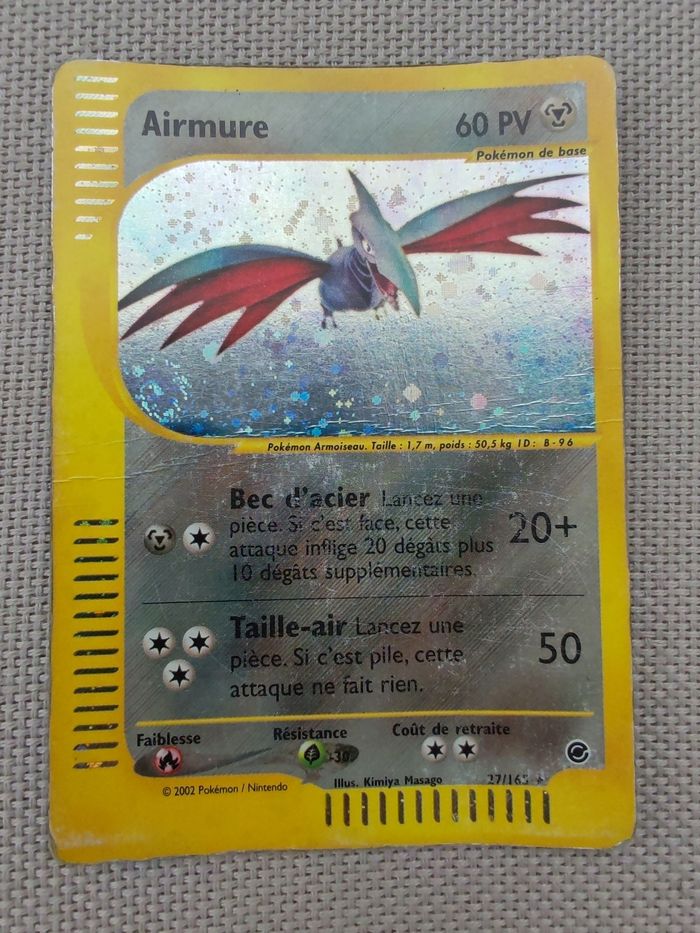 Airmure 60 PV
Pokémon de base
Pokémon Armoiseau. Taille : 1,7 m, poids : 50,5 kg ID: B-96
Bec d'acier Lancez une
pièce. Si c'est face, cette 20+
attaque inflige 20 dégâts plus
10 dégâts supplémentaires.
Taille-air Lancez une
pièce. Si c'est pile, cette 50
attaque ne fait rien.
Faiblesse Résistance Coût de retraite
-30
Illus. Kimiya Masago 27/165
© 2002 Pokémon / Nintendo